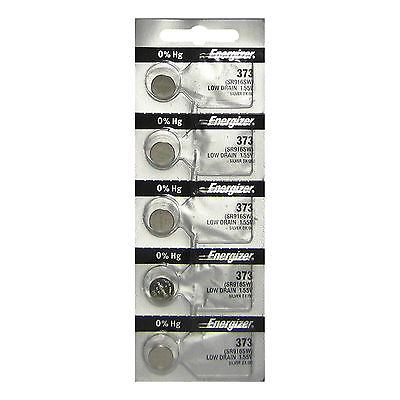 0% Hg Energizer
373
(SR916SW)
LOW DRAIN 1.55V
SILVER OXIDE
0% Hg Energizer
373
(SR916SW)
LOW DRAIN 1.55V
SILVER OXIDE
0% Hg Energizer
373
(SR916SW)
LOW DRAIN 1.55V
SILVER OXIDE
0% Hg Energizer
373
(SR916SW)
LOW DRAIN 1.55V
SILVER OXIDE
0% Hg Energizer
373
(SR916SW)
LOW DRAIN 1.55V
SILVER OXIDE